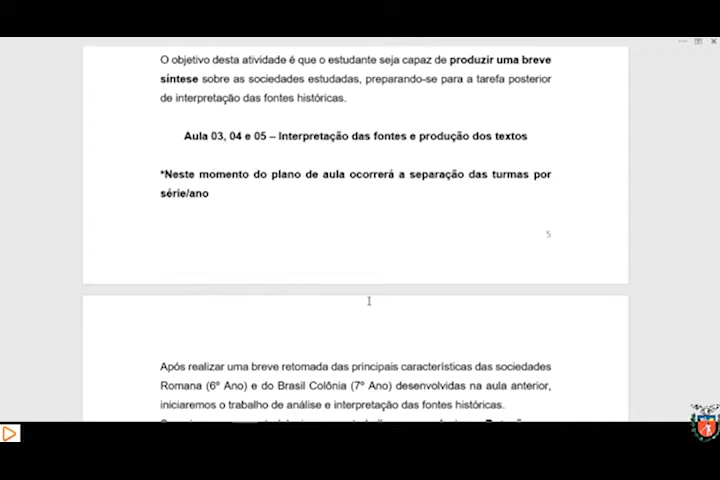 O objetivo desta atividade é que o estudante seja capaz de produzir uma breve
síntese sobre as sociedades estudadas, preparando-se para a tarefa posterior
de interpretação das fontes históricas.
Aula 03, 04 e 05 – Interpretação das fontes e produção dos textos
*Neste momento do plano de aula ocorrerá a separação das turmas por
série/ano
5
Após realizar uma breve retomada das principais características das sociedades
Romana (6º Ano) e do Brasil Colônia (7º Ano) desenvolvidas na aula anterior,
iniciaremos o trabalho de análise e interpretação das fontes históricas.